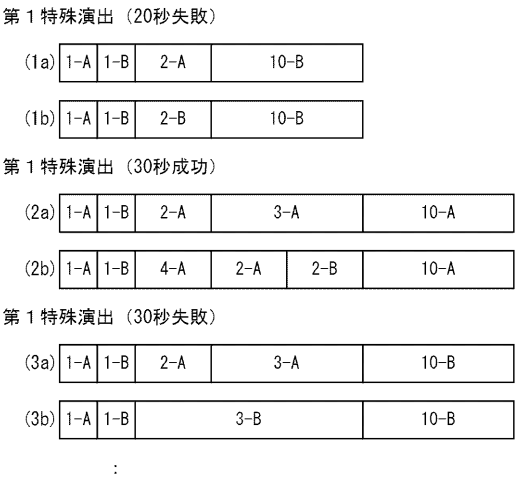 第１特殊演出（20秒失敗）
(1a) 1-A 1-B 2-A 10-B
(1b) 1-A 1-B 2-B 10-B
第１特殊演出（30秒成功）
(2a) 1-A 1-B 2-A 3-A 10-A
(2b) 1-A 1-B 4-A 2-A 2-B 10-A
第１特殊演出（30秒失敗）
(3a) 1-A 1-B 2-A 3-A 10-B
(3b) 1-A 1-B 3-B 10-B
: